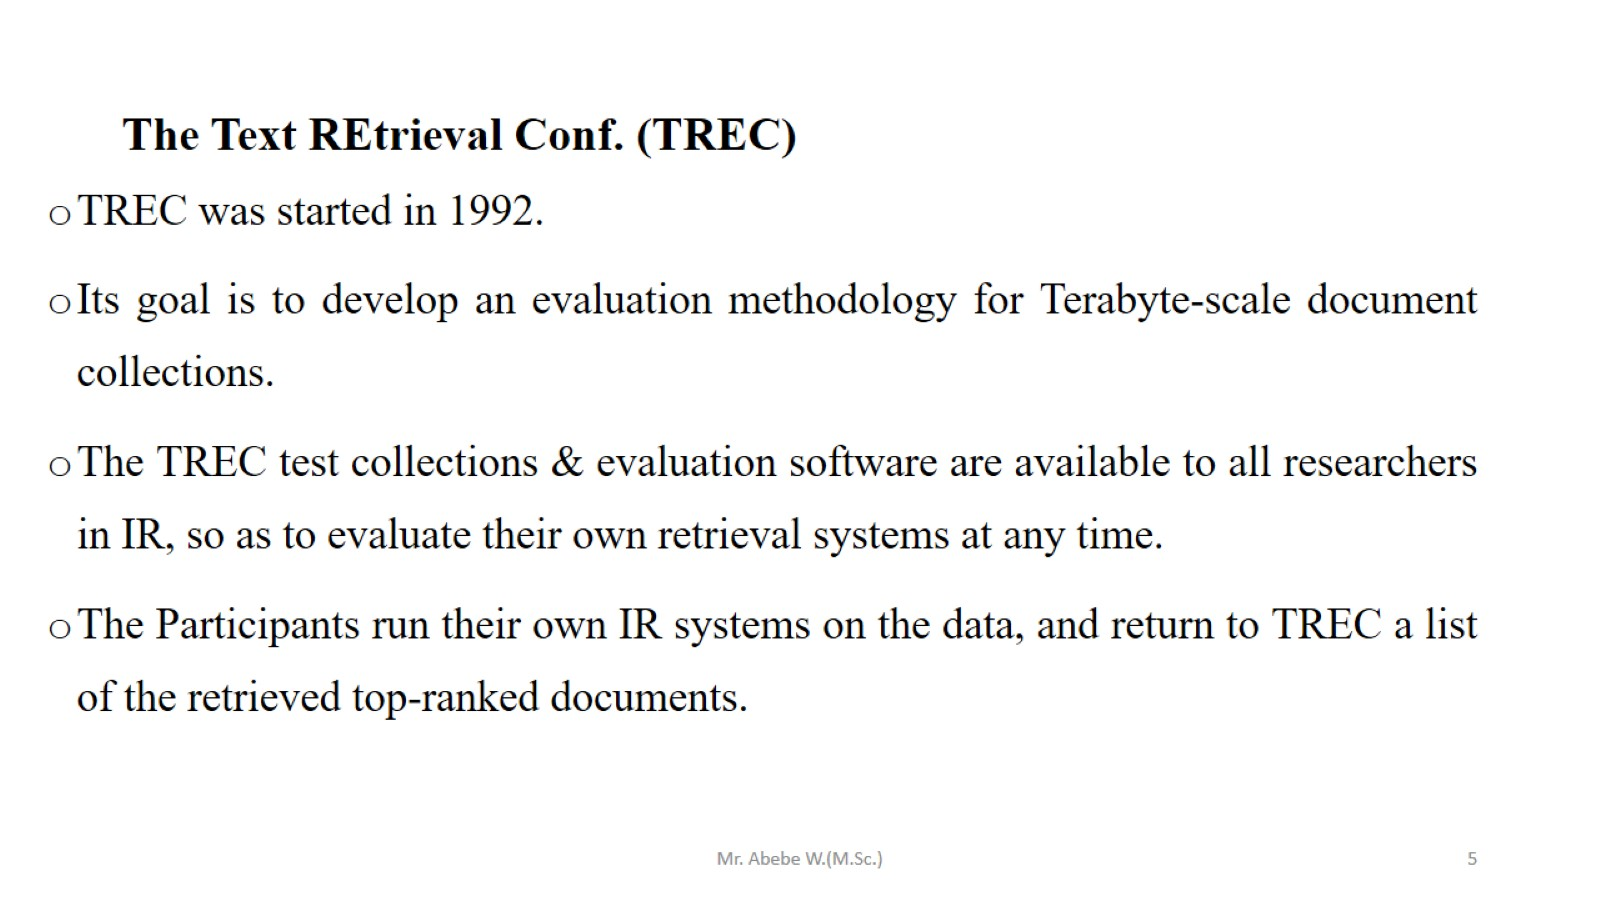 The Text REtrieval Conf. (TREC)
o TREC was started in 1992.
o Its goal is to develop an evaluation methodology for Terabyte-scale document
collections.
o The TREC test collections & evaluation software are available to all researchers
in IR, so as to evaluate their own retrieval systems at any time.
o The Participants run their own IR systems on the data, and return to TREC a list
of the retrieved top-ranked documents.
Mr. Abebe W.(M.Sc.) 5